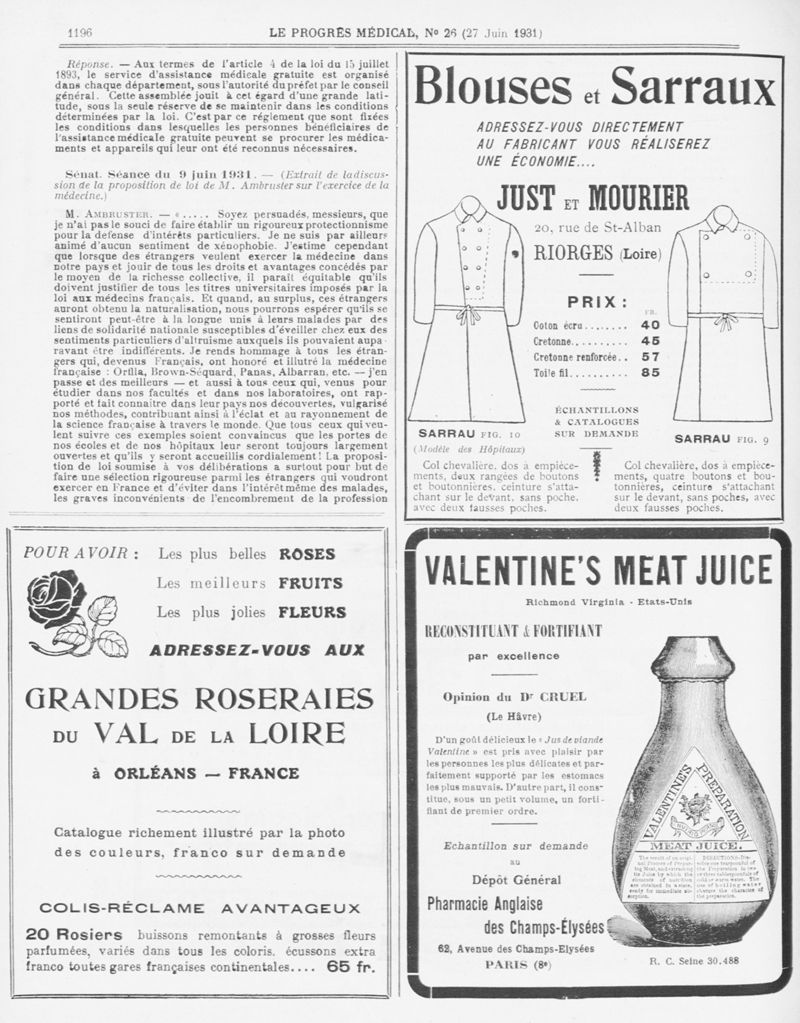 1196
LE PROGRÈS MÉDICAL, No 26 (27 Juin 1931)
Réponse. — Aux termes de l'article 4 de la loi du 15 juillet
1893, le service d'assistance médicale gratuite est organisé
dans chaque département, sous l'autorité du préfet par le conseil
général. Cette assemblée jouit à cet égard d'une grande lati-
tude, sous la seule réserve de se maintenir dans les conditions
déterminées par la loi. C'est par ce règlement que sont fixées
les conditions dans lesquelles les personnes bénéficiaires de
l'assistance médicale gratuite peuvent se procurer les médica-
ments et appareils qui leur ont été reconnus nécessaires.
Sénat. Séance du 9 juin 1931. — (Extrait de la discus-
sion de la proposition de loi de M. Ambruster sur l'exercice de la
médecine.)
M. AMBRUSTER. — « ..... Soyez persuadés, messieurs, que
je n'ai pas le souci de faire établir un rigoureux protectionnisme
pour la défense d'intérêts particuliers. Je ne suis par ailleurs
animé d'aucun sentiment de xénophobie. J'estime cependant
que lorsque des étrangers veulent exercer la médecine dans
notre pays et jouir de tous les droits et avantages concédés par
le moyen de la richesse collective, il paraît équitable qu'ils
doivent justifier de tous les titres universitaires imposés par la
loi aux médecins français. Et quand, au surplus, ces étrangers
auront obtenu la naturalisation, nous pourrons espérer qu'ils se
sentiront peut-être à la longue unis à leurs malades par des
liens de solidarité nationale susceptibles d'éveiller chez eux des
sentiments particuliers d'altruisme auxquels ils pouvaient aupa-
ravant être indifférents. Je rends hommage à tous les étran-
gers qui, devenus Français, ont honoré et illutré la médecine
française : Orfila, Brown-Séquard, Panas, Albarran, etc. — j'en
passe et des meilleurs — et aussi à tous ceux qui, venus pour
étudier dans nos facultés et dans nos laboratoires, ont rap-
porté et fait connaître dans leur pays nos découvertes, vulgarisé
nos méthodes, contribuant ainsi à l'éclat et au rayonnement de
la science française à travers le monde. Que tous ceux qui veu-
lent suivre ces exemples soient convaincus que les portes de
nos écoles et de nos hôpitaux leur seront toujours largement
ouvertes et qu'ils y seront accueillis cordialement ! La proposi-
tion de loi soumise à vos délibérations a surtout pour but de
faire une sélection rigoureuse parmi les étrangers qui voudront
exercer en France et d'éviter dans l'intérêt même des malades,
les graves inconvénients de l'encombrement de la profession
Blouses et Sarraux
ADRESSEZ-VOUS DIRECTEMENT
AU FABRICANT VOUS RÉALISEREZ
UNE ÉCONOMIE....
JUST ET MOURIER
20, rue de St-Alban
RIORGES (Loire)
PRIX :
FR.
Coton écru........ 40
Cretonne.......... 45
Cretonne renforcée.. 57
Toile fil........... 85
ÉCHANTILLONS
& CATALOGUES
SUR DEMANDE
SARRAU FIG. 10
(Modèle des Hôpitaux)
Col chevalière, dos à empièce-
ments, deux rangées de boutons
et boutonnières, ceinture s'atta-
chant sur le devant, sans poche,
avec deux fausses poches.
SARRAU FIG. 9
Col chevalière, dos à empièce-
ments, quatre boutons et bou-
tonnières, ceinture s'attachant
sur le devant, sans poches, avec
deux fausses poches.
POUR AVOIR : Les plus belles ROSES
Les meilleurs FRUITS
Les plus jolies FLEURS
ADRESSEZ-VOUS AUX
GRANDES ROSERAIES
DU VAL DE LA LOIRE
à ORLÉANS — FRANCE
Catalogue richement illustré par la photo
des couleurs, franco sur demande
COLIS-RÉCLAME AVANTAGEUX
20 Rosiers buissons remontants à grosses fleurs
parfumées, variés dans tous les coloris, écussons extra
franco toutes gares françaises continentales.... 65 fr.
VALENTINE'S MEAT JUICE
Richmond Virginia - Etats-Unis
RECONSTITUANT & FORTIFIANT
par excellence
Opinion du Dr CRUEL
(Le Hâvre)
D'un goût délicieux le « Jus de viande
Valentine » est pris avec plaisir par
les personnes les plus délicates et par-
faitement supporté par les estomacs
les plus mauvais. D'autre part, il cons-
titue, sous un petit volume, un forti-
fiant de premier ordre.
Echantillon sur demande
au
Dépôt Général
Pharmacie Anglaise
des Champs-Élysées
62, Avenue des Champs-Elysées
PARIS (8e)
VALENTINE'S PREPARATION
MEAT JUICE.
R. C. Seine 30.488